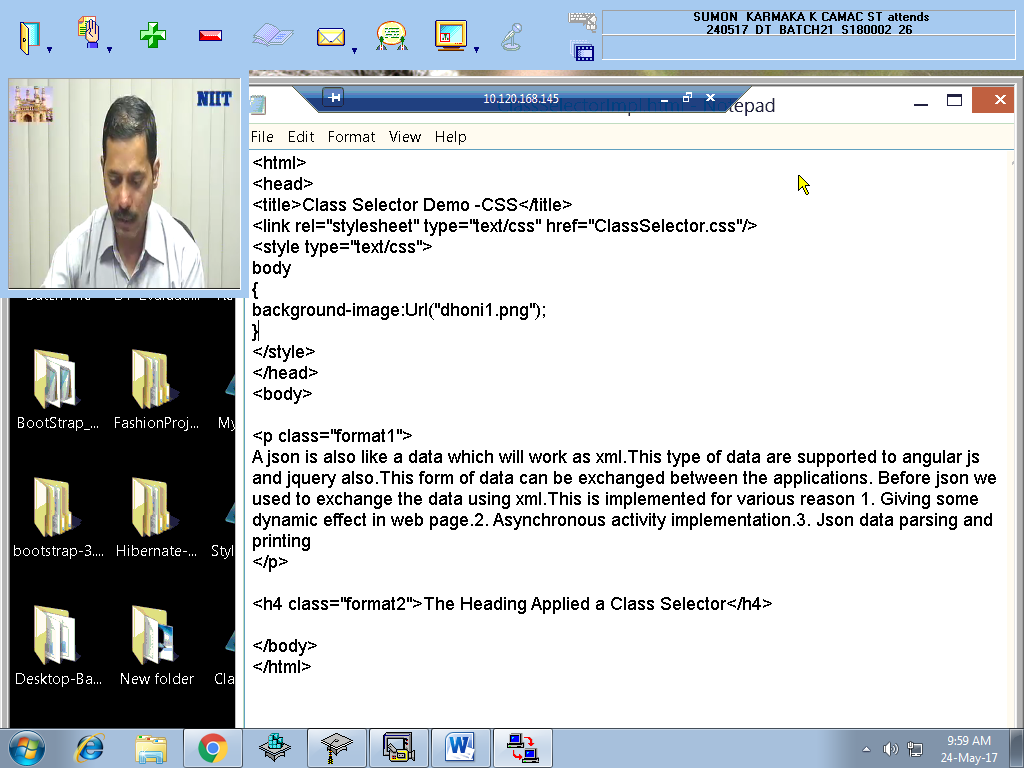 SUMON KARMAKA K CAMAC ST attends
240517_DT_BATCH21_S180002_26
NIIT
10.120.168.145
Notepad
File Edit Format View Help
<html>
<head>
<title>Class Selector Demo -CSS</title>
<link rel="stylesheet" type="text/css" href="ClassSelector.css"/>
<style type="text/css">
body
{
background-image:Url("dhoni1.png");
}
</style>
</head>
<body>
<p class="format1">
A json is also like a data which will work as xml.This type of data are supported to angular js
and jquery also.This form of data can be exchanged between the applications. Before json we
used to exchange the data using xml.This is implemented for various reason 1. Giving some
dynamic effect in web page.2. Asynchronous activity implementation.3. Json data parsing and
printing
</p>
<h4 class="format2">The Heading Applied a Class Selector</h4>
</body>
</html>
BootStrap_... FashionProj... My
bootstrap-3.... Hibernate-... Styl
Desktop-Ba... New folder Cla
9:59 AM
24-May-17